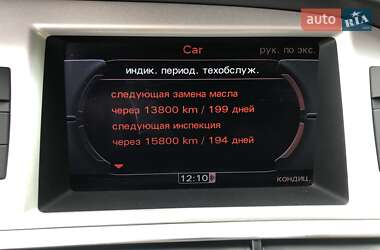 auto RIA
Car
рук. по экс.
индик. период. техобслуж.
следующая замена масла
через 13800 km / 199 дней
следующая инспекция
через 15800 km / 194 дней
12:10
кондиц.